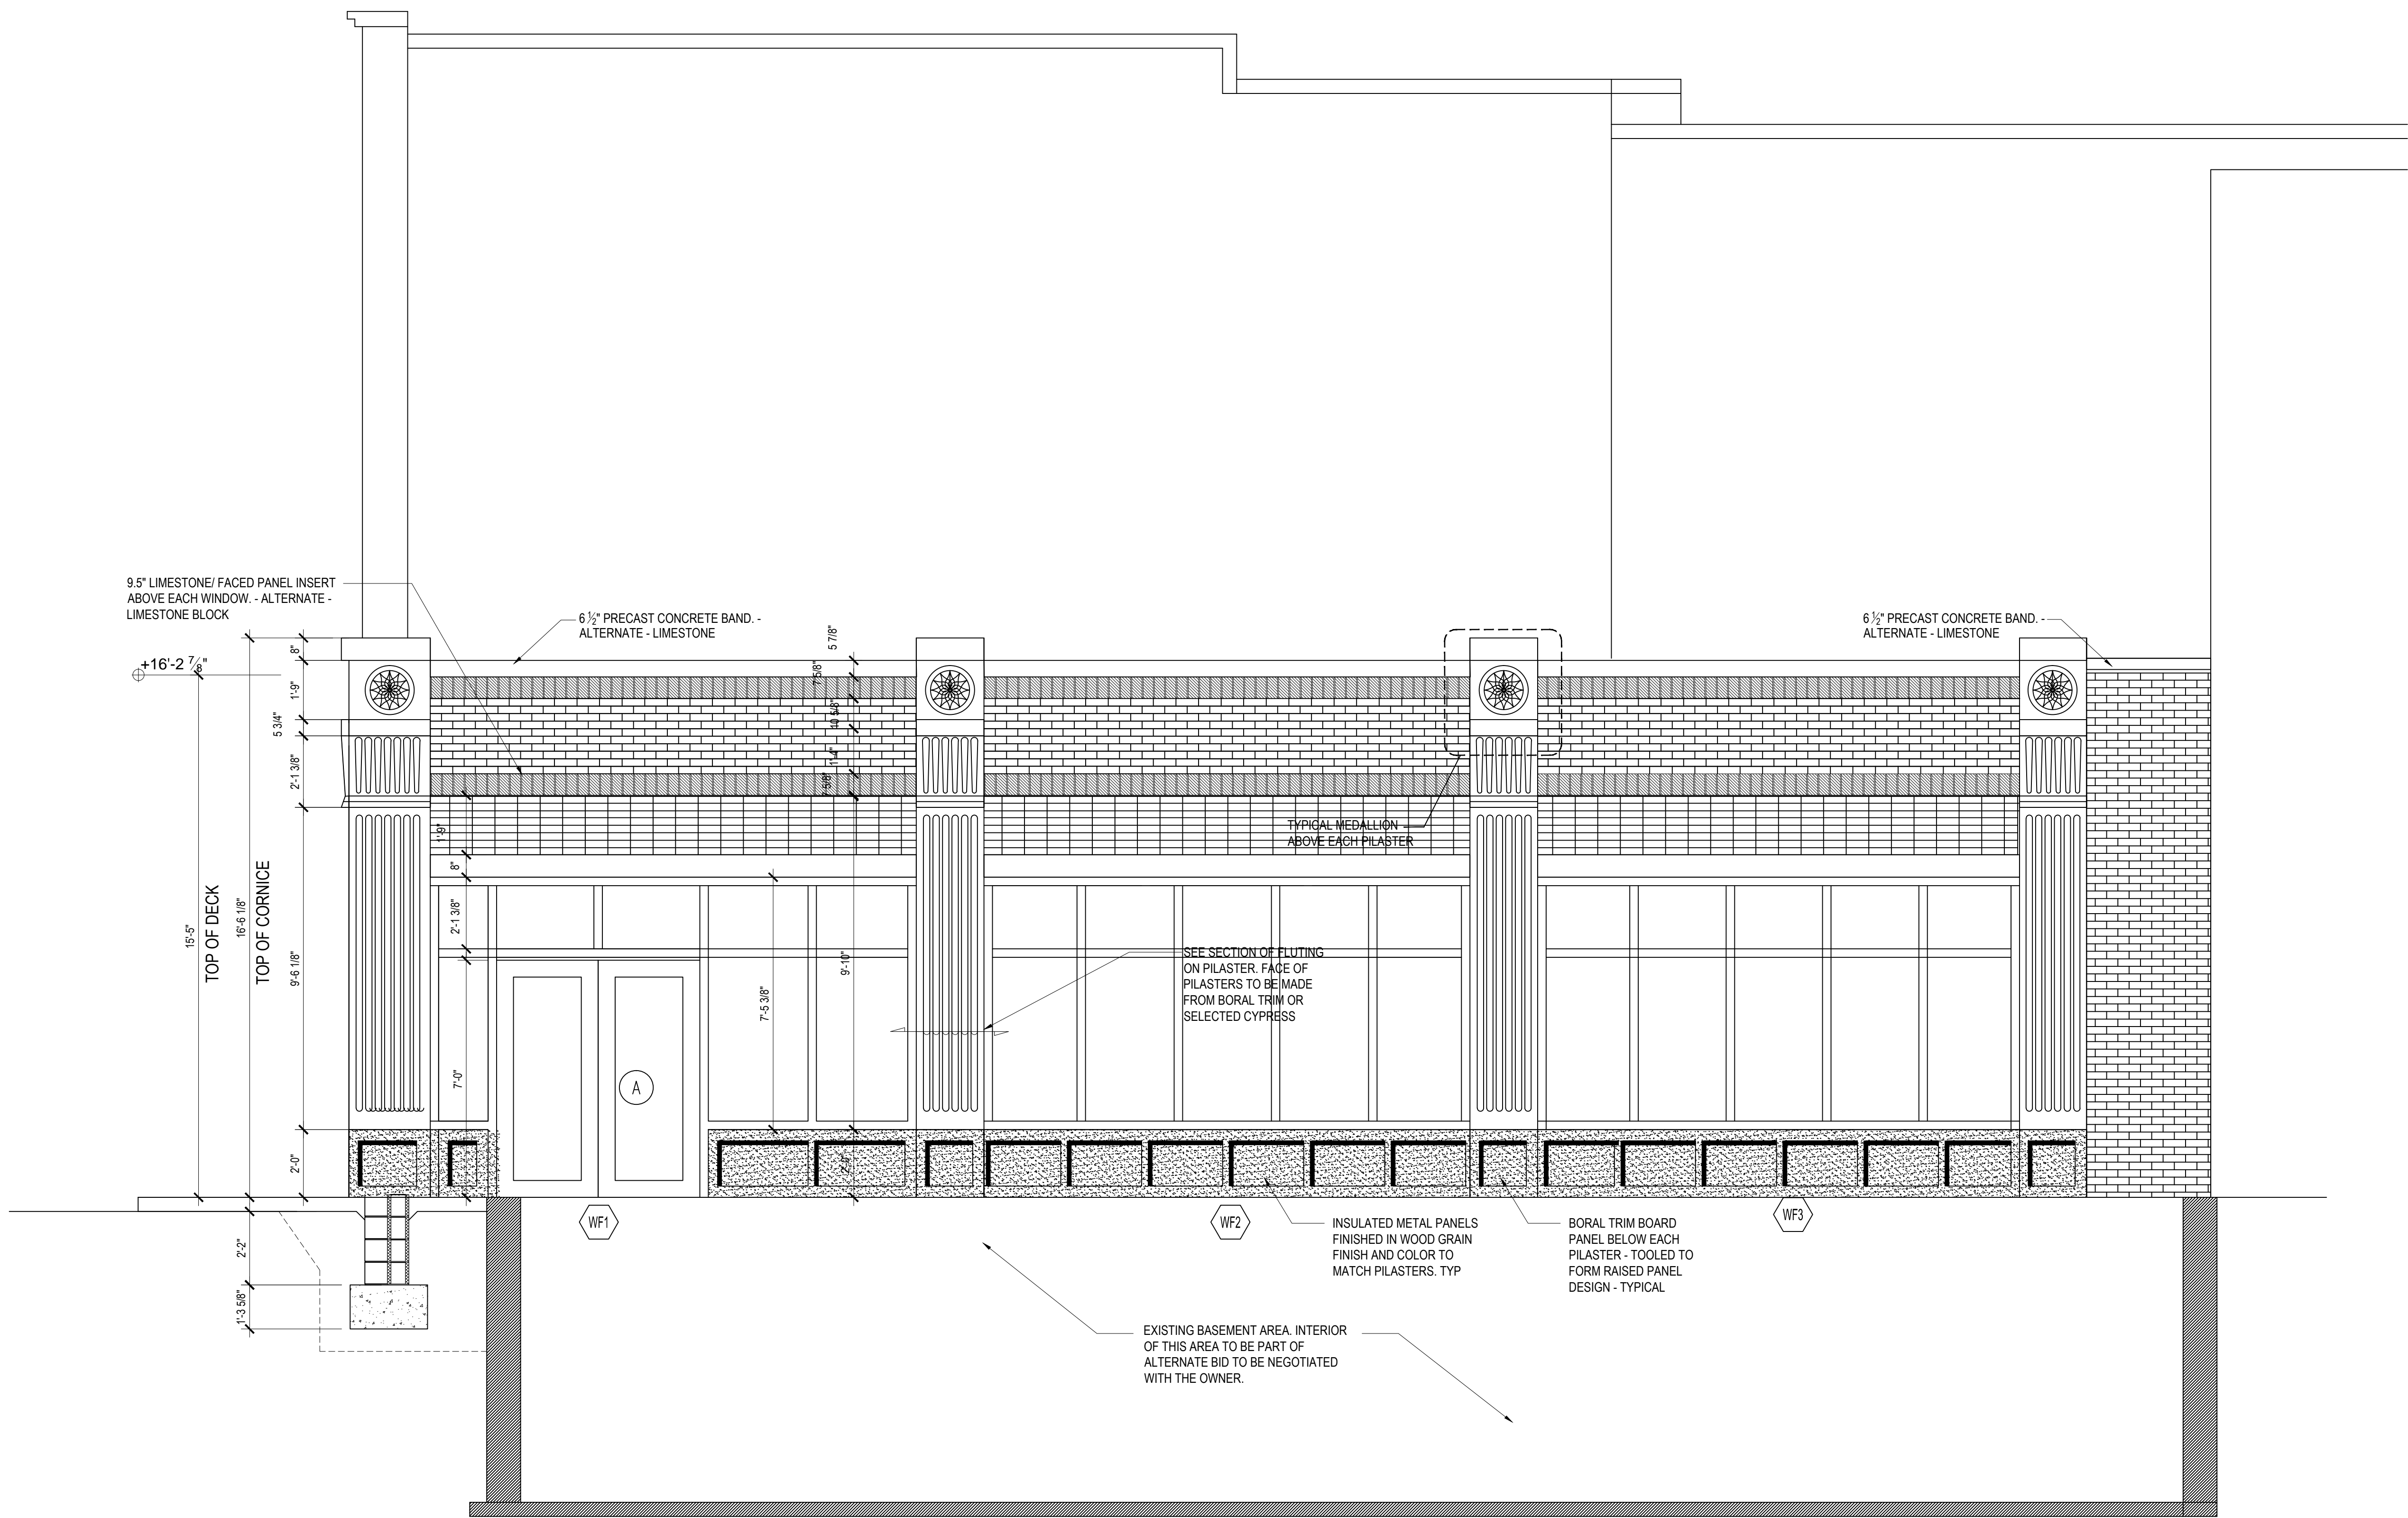 9.5" LIMESTONE/ FACED PANEL INSERT
ABOVE EACH WINDOW. - ALTERNATE -
LIMESTONE BLOCK
6 ½" PRECAST CONCRETE BAND. -
ALTERNATE - LIMESTONE
6 ½" PRECAST CONCRETE BAND. -
ALTERNATE - LIMESTONE
+16'-2 ⅞"
8"
1'-9"
5 3/4"
2'-1 3/8"
9'-6 1/8"
2'-0"
15'-5"
TOP OF DECK
16'-6 1/8"
TOP OF CORNICE
2'-2"
1'-3 5/8"
5 7/8"
7 5/8"
10 5/8"
1'-4"
7 5/8"
9'-10"
2'-0"
1'-9"
8"
2'-1 3/8"
7'-0"
7'-5 3/8"
TYPICAL MEDALLION
ABOVE EACH PILASTER
SEE SECTION OF FLUTING
ON PILASTER. FACE OF
PILASTERS TO BE MADE
FROM BORAL TRIM OR
SELECTED CYPRESS
A
WF1
WF2
WF3
INSULATED METAL PANELS
FINISHED IN WOOD GRAIN
FINISH AND COLOR TO
MATCH PILASTERS. TYP
BORAL TRIM BOARD
PANEL BELOW EACH
PILASTER - TOOLED TO
FORM RAISED PANEL
DESIGN - TYPICAL
EXISTING BASEMENT AREA. INTERIOR
OF THIS AREA TO BE PART OF
ALTERNATE BID TO BE NEGOTIATED
WITH THE OWNER.